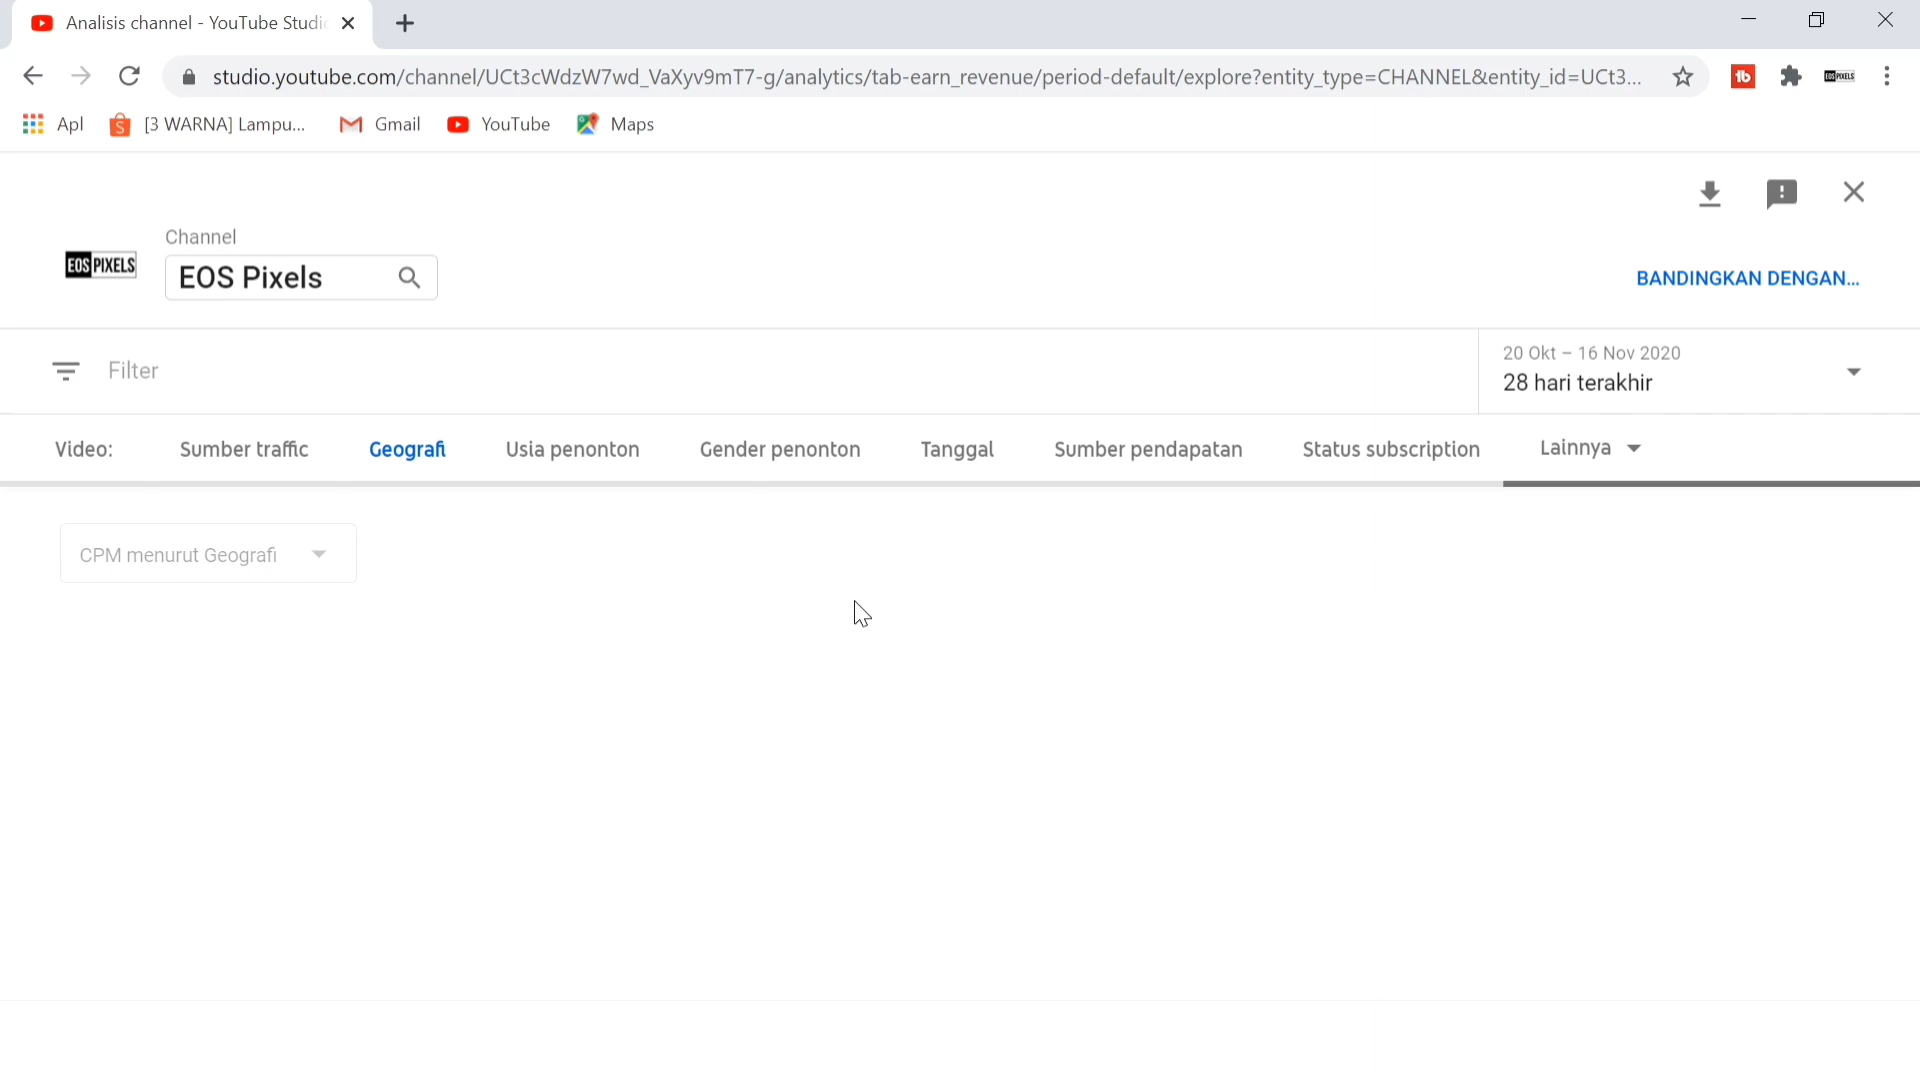 Analisis channel - YouTube Studi
studio.youtube.com/channel/UCt3cWdzW7wd_VaXyv9mT7-g/analytics/tab-earn_revenue/period-default/explore?entity_type=CHANNEL&entity_id=UCt3...
Apl
[3 WARNA] Lampu...
Gmail
YouTube
Maps
EOS PIXELS
Channel
EOS Pixels
BANDINGKAN DENGAN...
Filter
20 Okt – 16 Nov 2020
28 hari terakhir
Video:
Sumber traffic
Geografi
Usia penonton
Gender penonton
Tanggal
Sumber pendapatan
Status subscription
Lainnya
CPM menurut Geografi